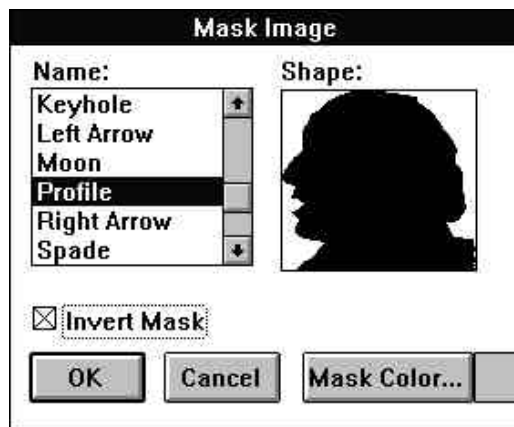 Mask Image
Name:
Shape:
Keyhole
Left Arrow
Moon
Profile
Right Arrow
Spade
Invert Mask
OK
Cancel
Mask Color...